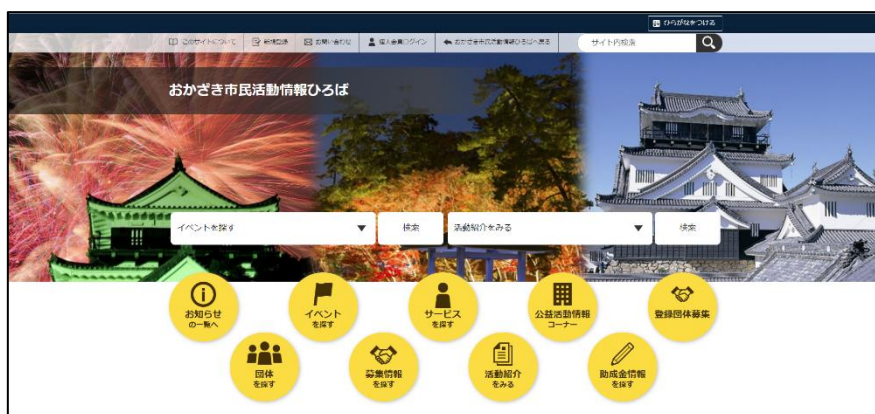 ひらがなをつける
このサイトについて
新規登録
お問い合わせ
個人会員ログイン
おかざき市民活動情報ひろばへ戻る
サイト内検索
おかざき市民活動情報ひろば
イベントを探す
検索
活動紹介をみる
検索
お知らせ
の一覧へ
イベント
を探す
サービス
を探す
公益活動情報
コーナー
登録団体募集
団体
を探す
募集情報
を探す
活動紹介
をみる
助成金情報
を探す